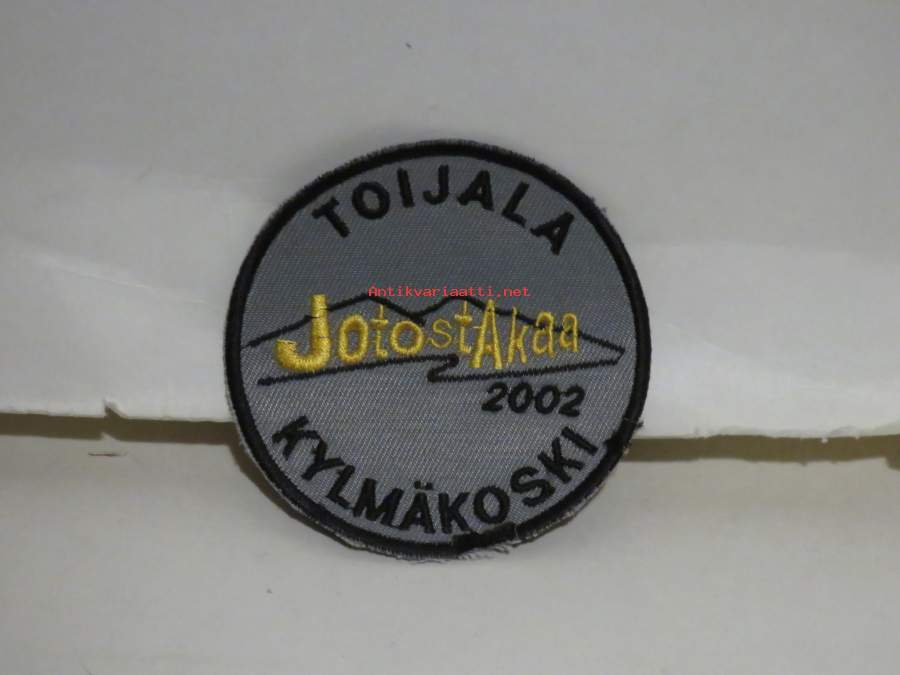 TOIJALA
Antikvariaatti.net
JotostAkaa
2002
KYLMÄKOSKI